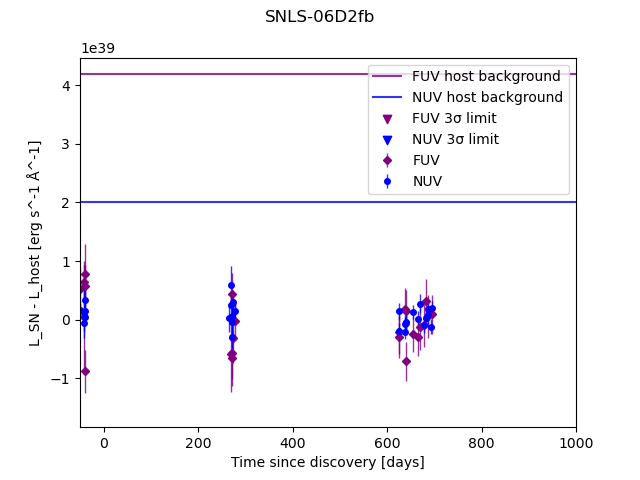 SNLS-06D2fb
1e39
FUV host background
NUV host background
FUV 3σ limit
NUV 3σ limit
FUV
NUV
4
3
2
1
0
−1
L_SN - L_host [erg s^-1 Å^-1]
0 200 400 600 800 1000
Time since discovery [days]